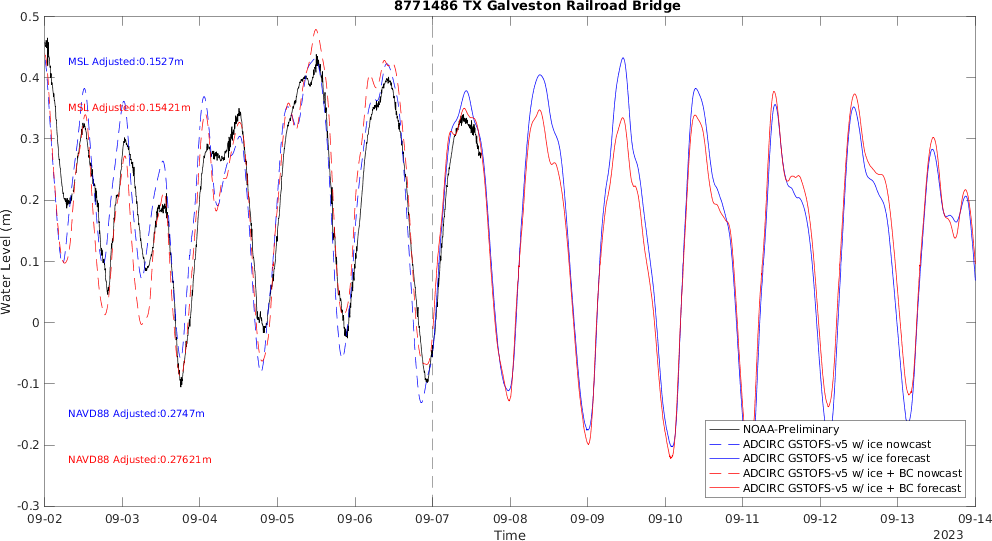 8771486 TX Galveston Railroad Bridge
0.5
0.4
0.3
0.2
0.1
0
-0.1
-0.2
-0.3
Water Level (m)
MSL Adjusted:0.1527m
MSL Adjusted:0.15421m
NAVD88 Adjusted:0.2747m
NAVD88 Adjusted:0.27621m
NOAA-Preliminary
ADCIRC GSTOFS-v5 w/ ice nowcast
ADCIRC GSTOFS-v5 w/ ice forecast
ADCIRC GSTOFS-v5 w/ ice + BC nowcast
ADCIRC GSTOFS-v5 w/ ice + BC forecast
09-02 09-03 09-04 09-05 09-06 09-07 09-08 09-09 09-10 09-11 09-12 09-13 09-14
Time
2023